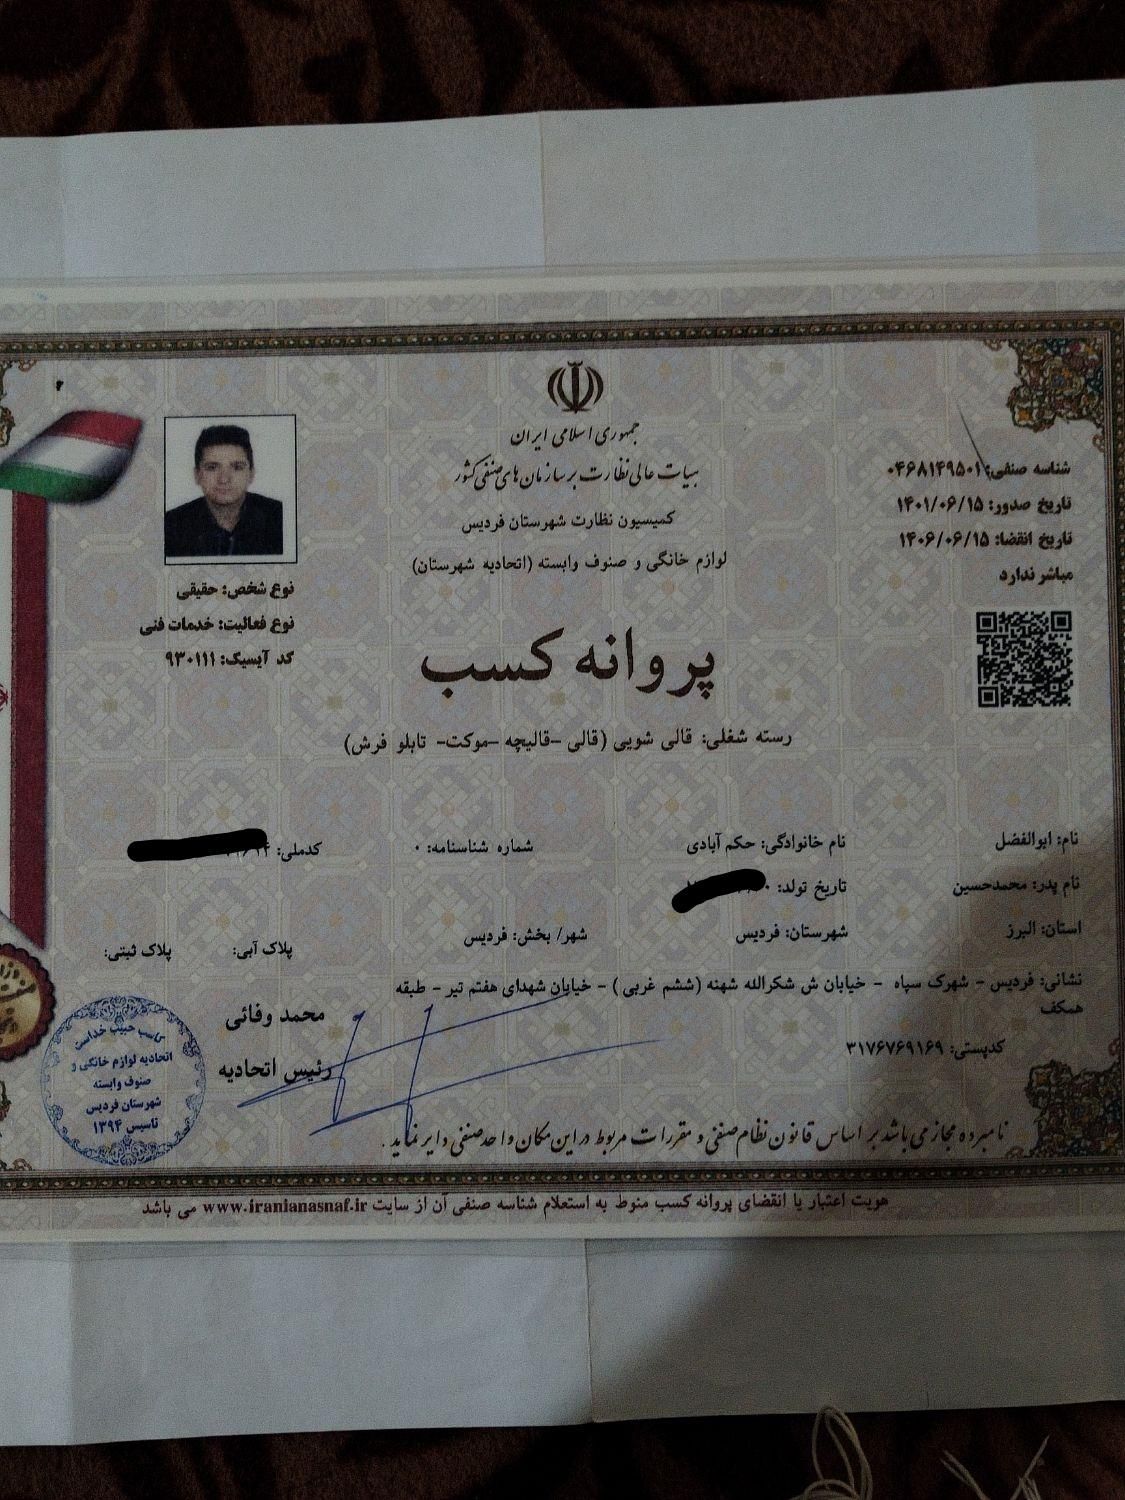 جمهوری اسلامی ایران
هیات عالی نظارت بر سازمان های صنفی کشور
کمیسیون نظارت شهرستان فردیس
لوازم خانگی و صنوف وابسته (اتحادیه شهرستان)
شناسه صنفی: ۰۴۶۸۱۴۹۵۰۱
تاریخ صدور: ۱۴۰۱/۰۶/۱۵
تاریخ انقضا: ۱۴۰۶/۰۶/۱۵
مباشر ندارد
نوع شخص: حقیقی
نوع فعالیت: خدمات فنی
کد آیسیک: ۹۳۰۱۱۱
پروانه کسب
رسته شغلی: قالی شویی (قالی -قالیچه -موکت- تابلو فرش)
نام: ابوالفضل نام خانوادگی: حکم آبادی شماره شناسنامه: ۰ کدملی:
نام پدر: محمدحسین تاریخ تولد:
استان: البرز شهرستان: فردیس شهر/ بخش: فردیس پلاک آبی: پلاک ثبتی:
نشانی: فردیس - شهرک سپاه - خیابان ش شکرالله شهنه (ششم غربی ) - خیابان شهدای هفتم تیر - طبقه
همکف
کدپستی: ۳۱۷۶۷۶۹۱۶۹
محمد وفائی
رئیس اتحادیه
حبیب خداست
اتحادیه لوازم خانگی و
صنوف وابسته
شهرستان فردیس
تاسیس ۱۳۹۴
نامبرده مجاز می باشد بر اساس قانون نظام صنفی و مقررات مربوط در این مکان واحد صنفی دایر نماید.
هویت اعتبار یا انقضای پروانه کسب منوط به استعلام شناسه صنفی آن از سایت www.iranianasnaf.ir می باشد